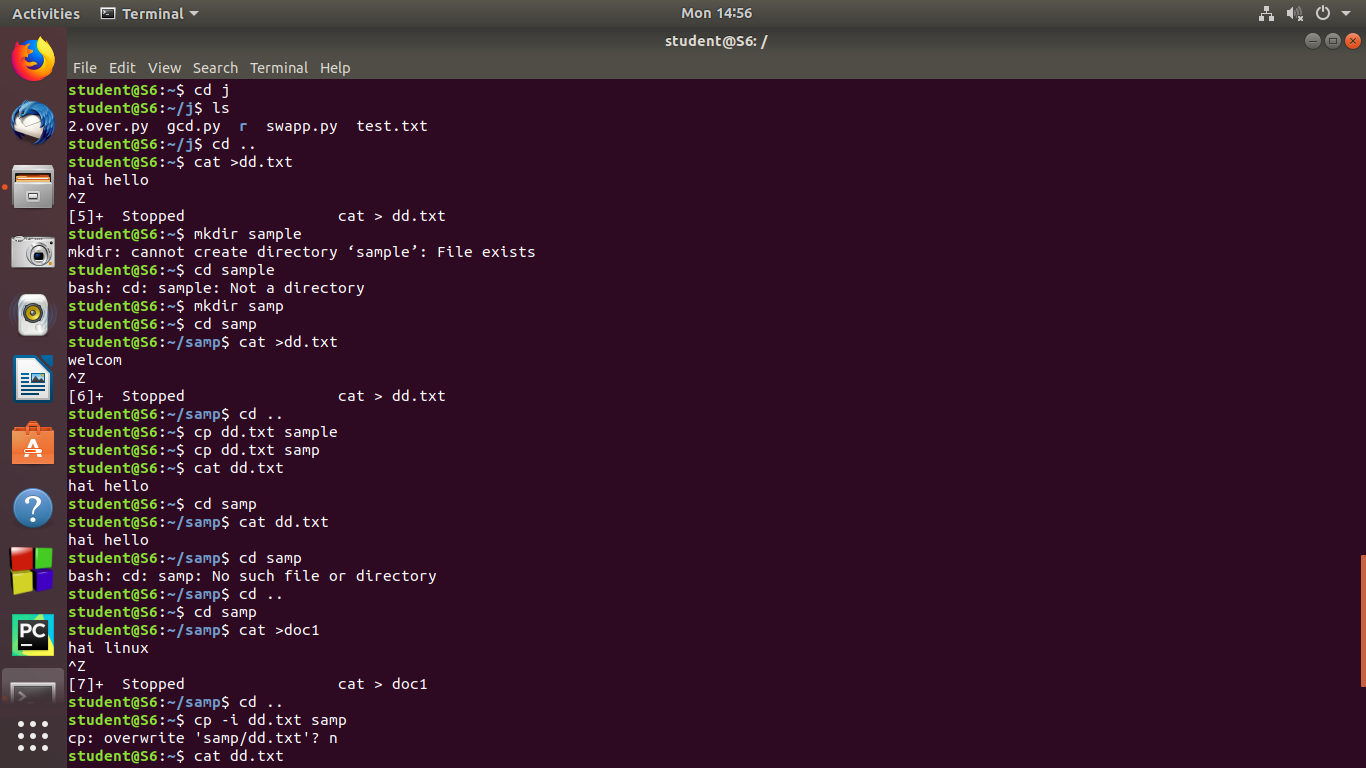 Activities Terminal Mon 14:56
student@S6: /
File Edit View Search Terminal Help
student@S6:~$ cd j
student@S6:~/j$ ls
2.over.py  gcd.py  r  swapp.py  test.txt
student@S6:~/j$ cd ..
student@S6:~$ cat >dd.txt
hai hello
^Z
[5]+  Stopped                 cat > dd.txt
student@S6:~$ mkdir sample
mkdir: cannot create directory ‘sample’: File exists
student@S6:~$ cd sample
bash: cd: sample: Not a directory
student@S6:~$ mkdir samp
student@S6:~$ cd samp
student@S6:~/samp$ cat >dd.txt
welcom
^Z
[6]+  Stopped                 cat > dd.txt
student@S6:~/samp$ cd ..
student@S6:~$ cp dd.txt sample
student@S6:~$ cp dd.txt samp
student@S6:~$ cat dd.txt
hai hello
student@S6:~$ cd samp
student@S6:~/samp$ cat dd.txt
hai hello
student@S6:~/samp$ cd samp
bash: cd: samp: No such file or directory
student@S6:~/samp$ cd ..
student@S6:~$ cd samp
student@S6:~/samp$ cat >doc1
hai linux
^Z
[7]+  Stopped                 cat > doc1
student@S6:~/samp$ cd ..
student@S6:~$ cp -i dd.txt samp
cp: overwrite 'samp/dd.txt'? n
student@S6:~$ cat dd.txt
PC